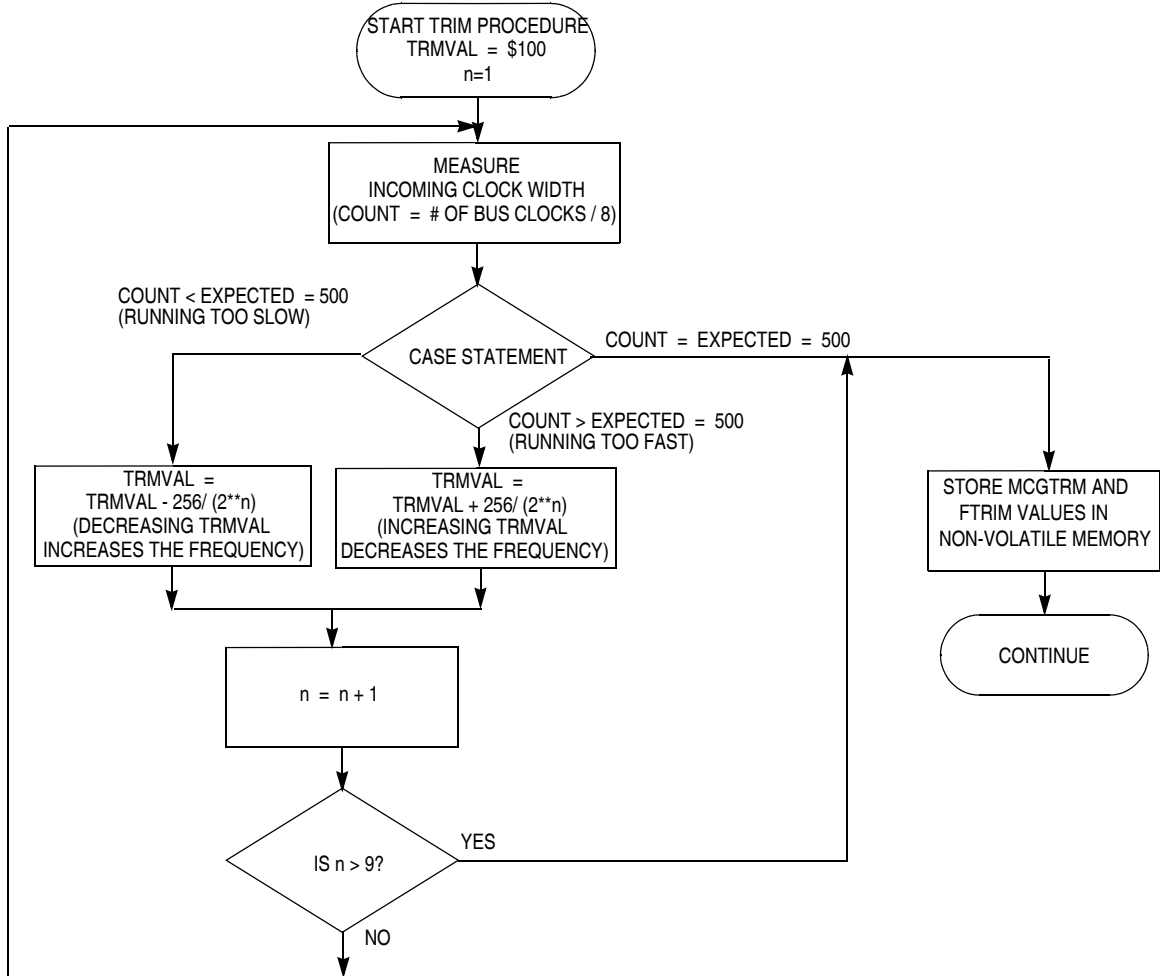 START TRIM PROCEDURE
TRMVAL = $100
n=1
MEASURE
INCOMING CLOCK WIDTH
(COUNT = # OF BUS CLOCKS / 8)
COUNT < EXPECTED = 500
(RUNNING TOO SLOW)
CASE STATEMENT
COUNT = EXPECTED = 500
COUNT > EXPECTED = 500
(RUNNING TOO FAST)
TRMVAL =
TRMVAL - 256/ (2**n)
(DECREASING TRMVAL
INCREASES THE FREQUENCY)
TRMVAL =
TRMVAL + 256/ (2**n)
(INCREASING TRMVAL
DECREASES THE FREQUENCY)
STORE MCGTRM AND
FTRIM VALUES IN
NON-VOLATILE MEMORY
CONTINUE
n = n + 1
IS n > 9?
YES
NO